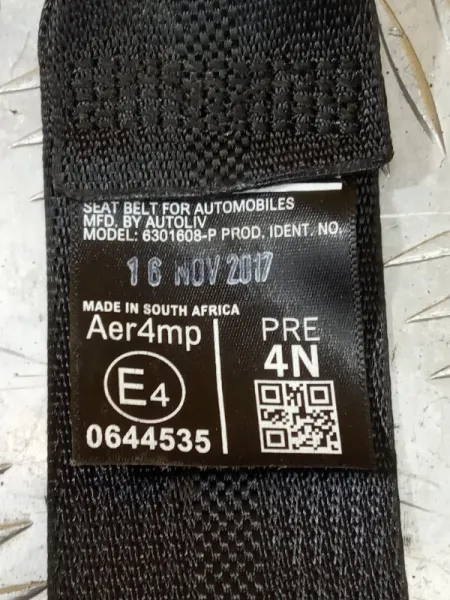 SEAT BELT FOR AUTOMOBILES
MFD. BY AUTOLIV
MODEL: 6301608-P PROD. IDENT. NO.
16 NOV 2017
MADE IN SOUTH AFRICA
Aer4mp
E4
0644535
PRE
4N